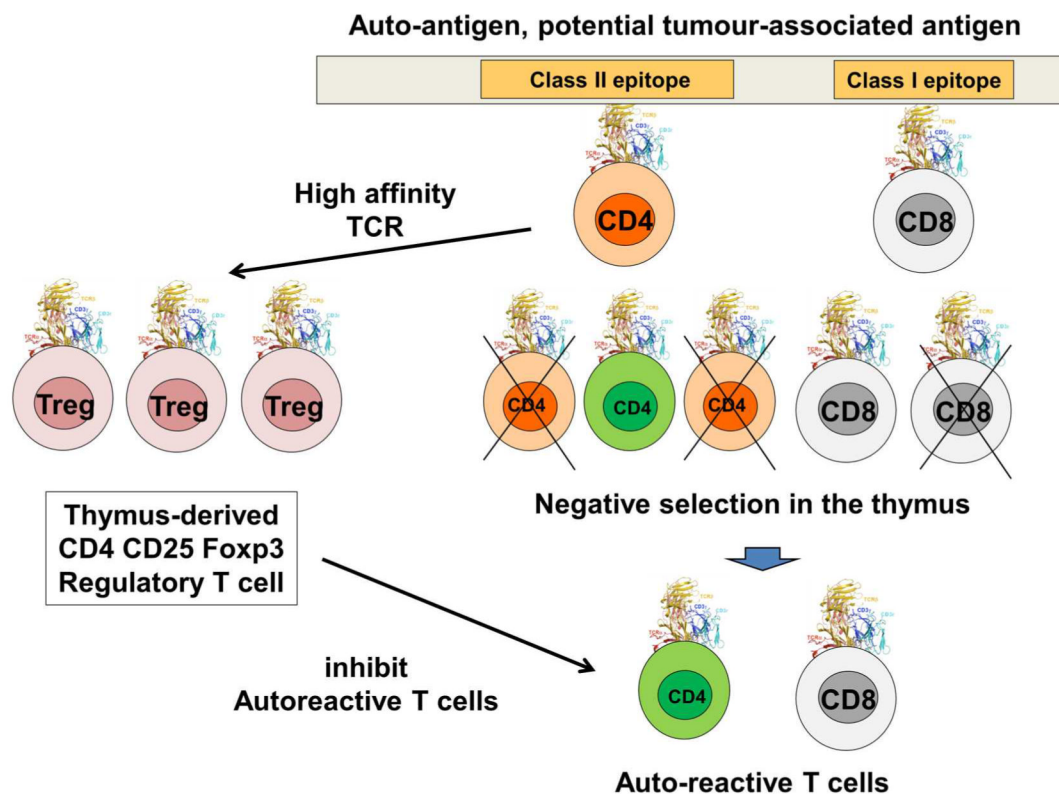 Auto-antigen, potential tumour-associated antigen
Class II epitope
Class I epitope
High affinity
TCR
CD4
CD8
Treg
Treg
Treg
CD4
CD4
CD4
CD8
CD8
Negative selection in the thymus
Thymus-derived
CD4 CD25 Foxp3
Regulatory T cell
inhibit
Autoreactive T cells
CD4
CD8
Auto-reactive T cells